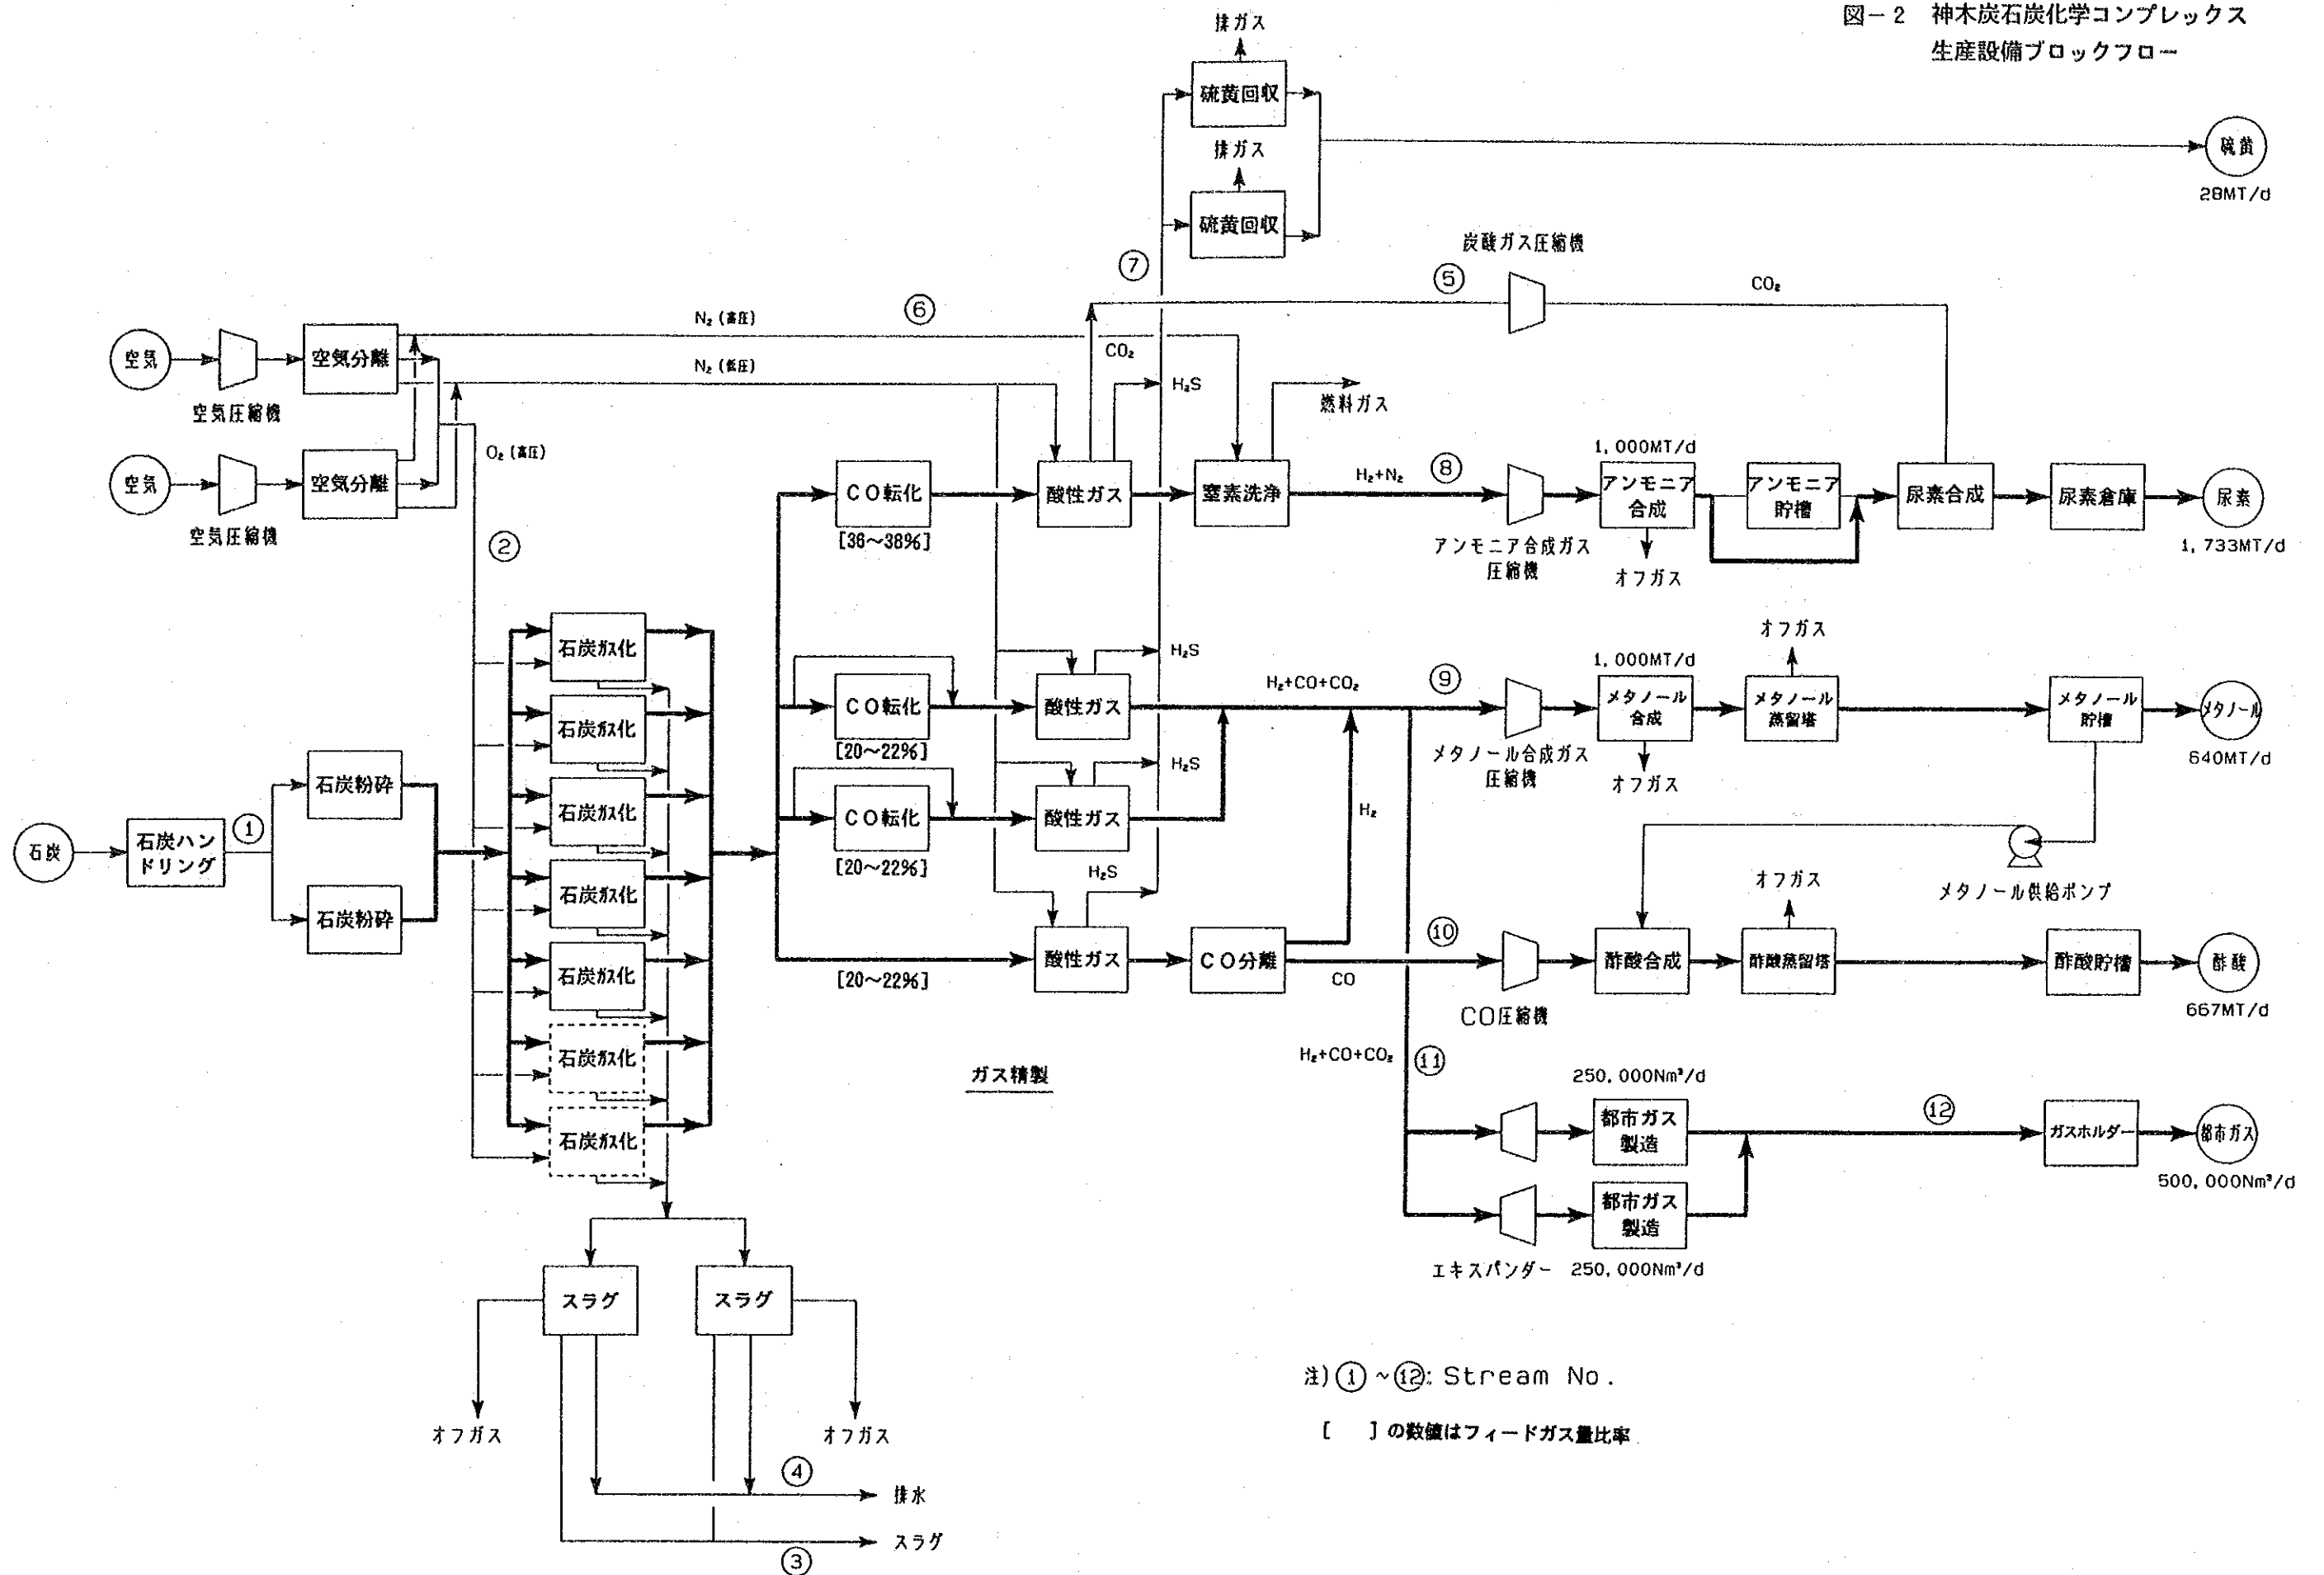 図－2 神木炭石炭化学コンプレックス
生産設備ブロックフロー
排ガス
硫黄回収
排ガス
硫黄回収
硫黄
28MT/d
⑦
炭酸ガス圧縮機
⑤
CO₂
空気
空気圧縮機
空気分離
N₂ (高圧)
⑥
N₂ (低圧)
CO₂
H₂S
燃料ガス
空気
空気圧縮機
空気分離
O₂ (高圧)
②
CO転化
[36～38%]
酸性ガス
窒素洗浄
H₂+N₂
⑧
アンモニア合成ガス
圧縮機
1,000MT/d
アンモニア
合成
オフガス
アンモニア
貯槽
尿素合成
尿素倉庫
尿素
1,733MT/d
石炭ガス化
石炭ガス化
石炭ガス化
石炭ガス化
石炭ガス化
石炭ガス化
石炭ガス化
石炭
石炭ハン
ドリング
①
石炭粉砕
石炭粉砕
CO転化
[20～22%]
酸性ガス
H₂S
H₂+CO+CO₂
⑨
メタノール合成ガス
圧縮機
1,000MT/d
メタノール
合成
オフガス
オフガス
メタノール
蒸留塔
メタノール
貯槽
メタノール
640MT/d
CO転化
[20～22%]
酸性ガス
H₂S
H₂
メタノール供給ポンプ
H₂S
[20～22%]
酸性ガス
CO分離
CO
⑩
CO圧縮機
酢酸合成
オフガス
酢酸蒸留塔
酢酸貯槽
酢酸
667MT/d
ガス精製
H₂+CO+CO₂
⑪
250,000Nm³/d
都市ガス
製造
⑫
ガスホルダー
都市ガス
500,000Nm³/d
都市ガス
製造
エキスパンダー
250,000Nm³/d
スラグ
スラグ
オフガス
オフガス
④
排水
スラグ
③
注)①～⑫: Stream No.
[ ]の数値はフィードガス量比率